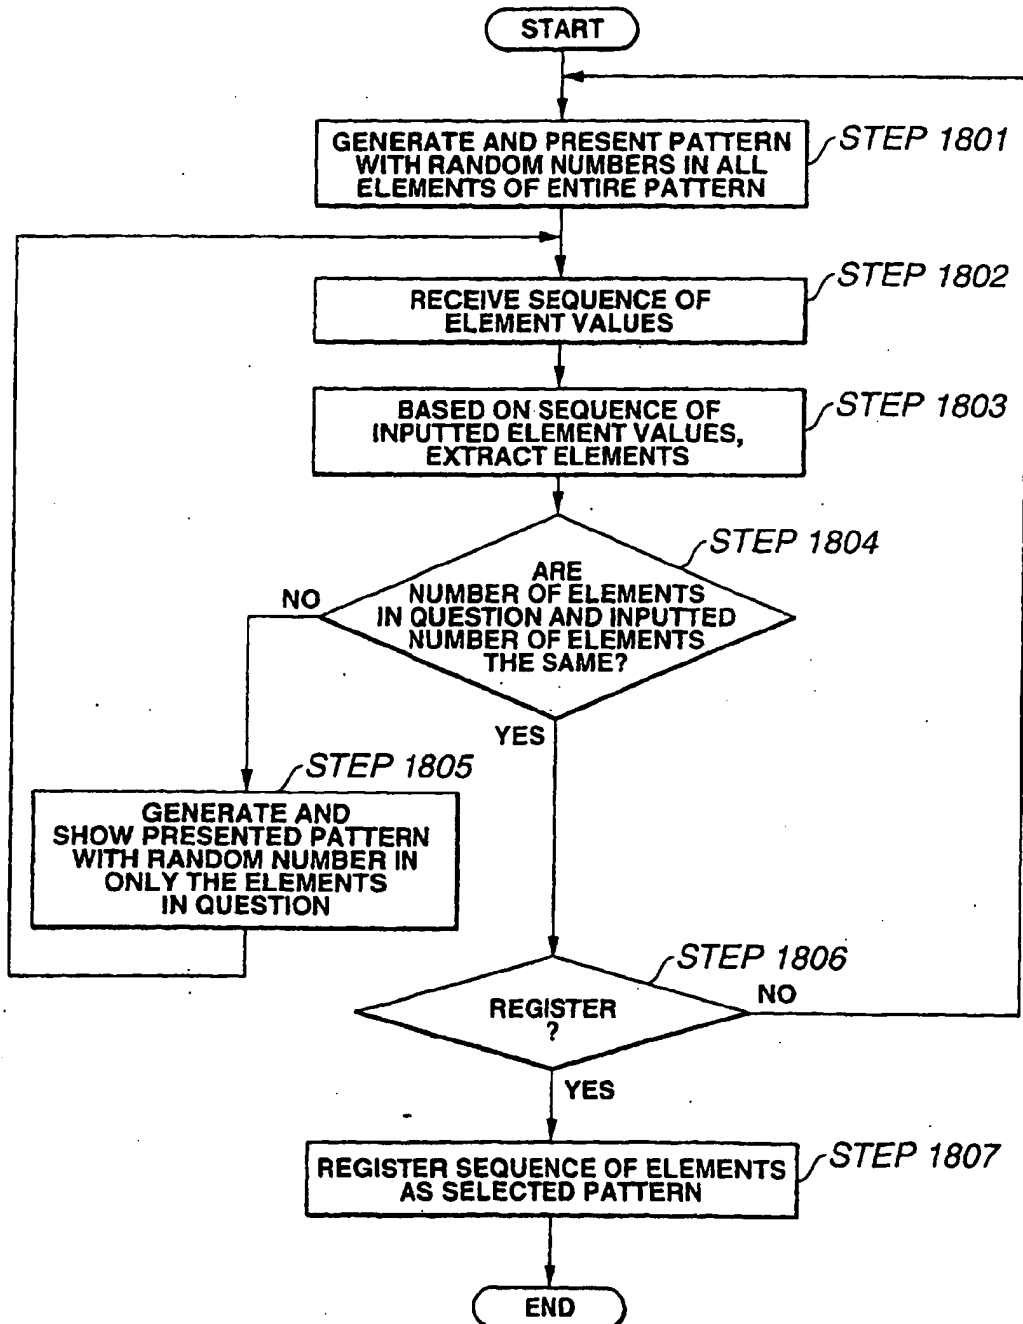 START
GENERATE AND PRESENT PATTERN
WITH RANDOM NUMBERS IN ALL
ELEMENTS OF ENTIRE PATTERN
STEP 1801
RECEIVE SEQUENCE OF
ELEMENT VALUES
STEP 1802
BASED ON SEQUENCE OF
INPUTTED ELEMENT VALUES,
EXTRACT ELEMENTS
STEP 1803
STEP 1804
ARE
NUMBER OF ELEMENTS
IN QUESTION AND INPUTTED
NUMBER OF ELEMENTS
THE SAME?
NO
YES
STEP 1805
GENERATE AND
SHOW PRESENTED PATTERN
WITH RANDOM NUMBER IN
ONLY THE ELEMENTS
IN QUESTION
STEP 1806
REGISTER
?
NO
YES
REGISTER SEQUENCE OF ELEMENTS
AS SELECTED PATTERN
STEP 1807
END